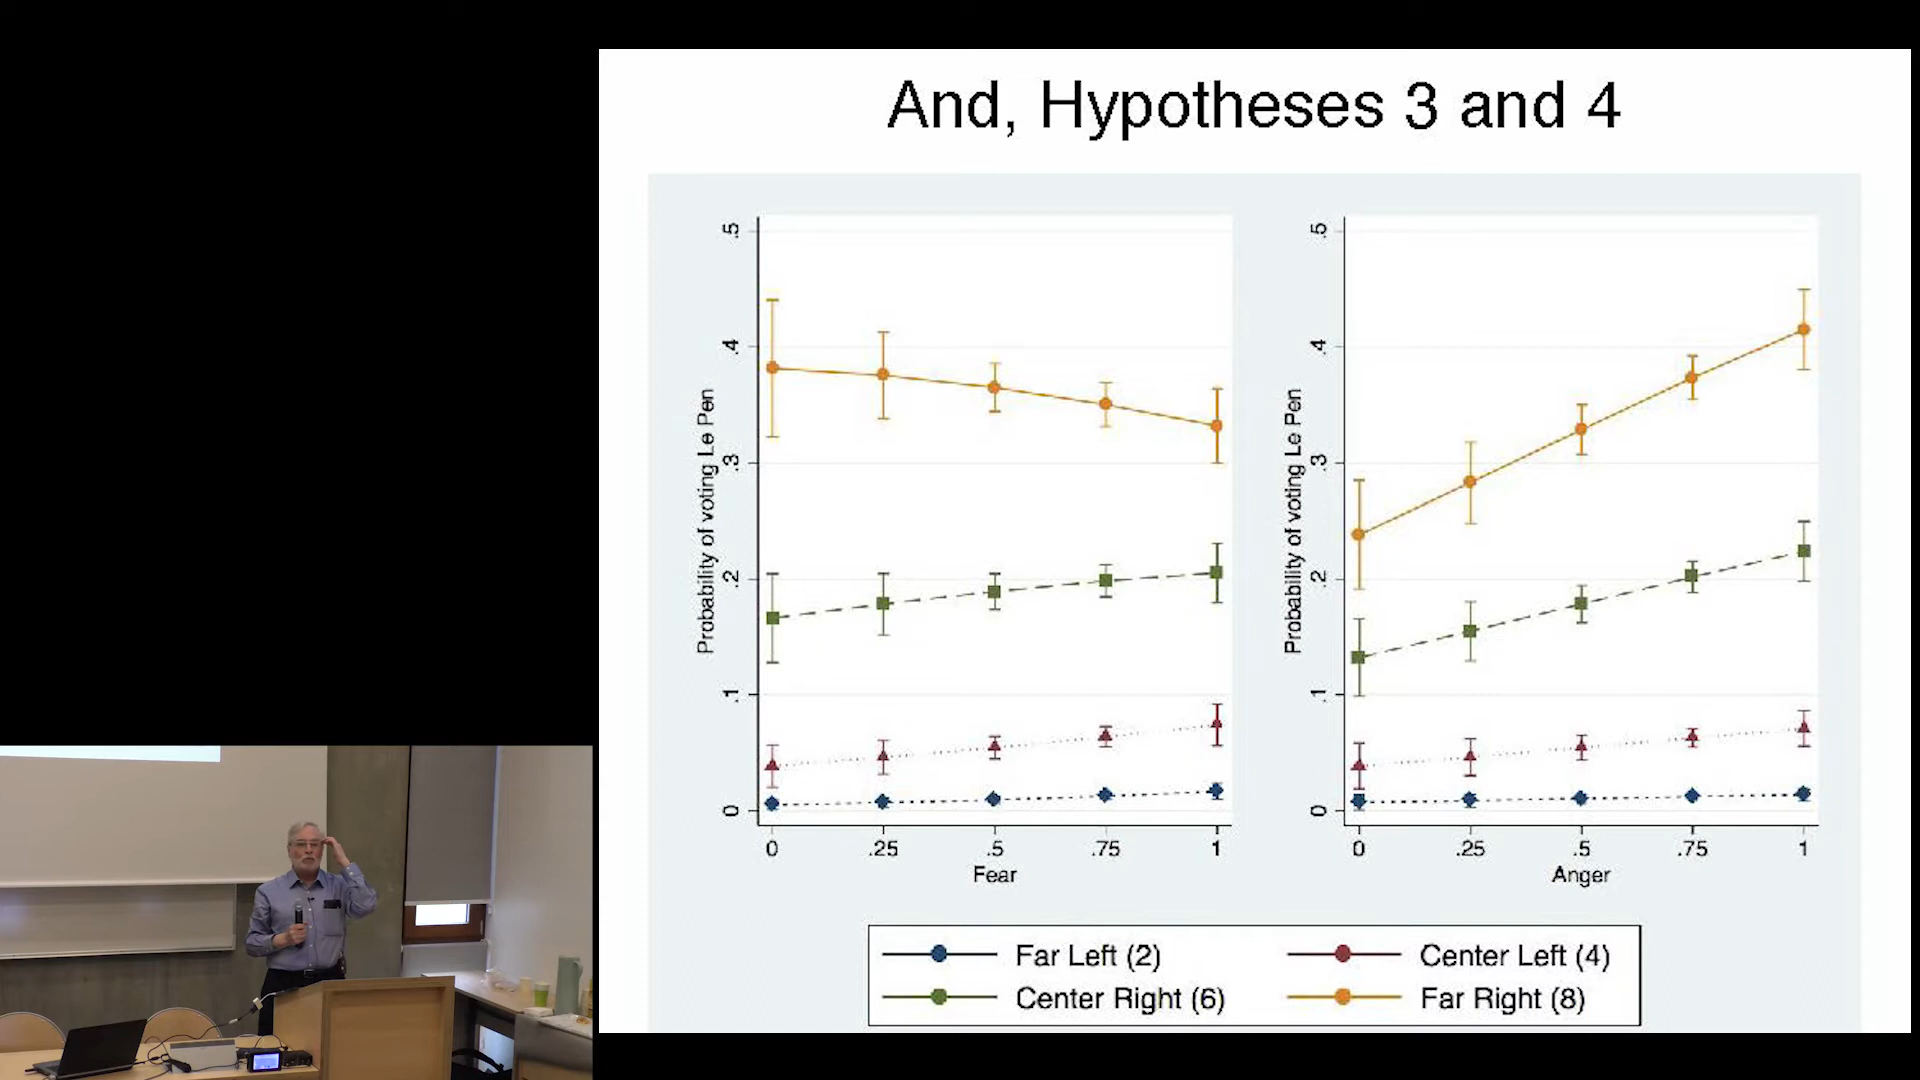 And, Hypotheses 3 and 4
Probability of voting Le Pen
.5
.4
.3
.2
.1
0
0 .25 .5 .75 1
Fear
Probability of voting Le Pen
.5
.4
.3
.2
.1
0
0 .25 .5 .75 1
Anger
Far Left (2) Center Left (4)
Center Right (6) Far Right (8)